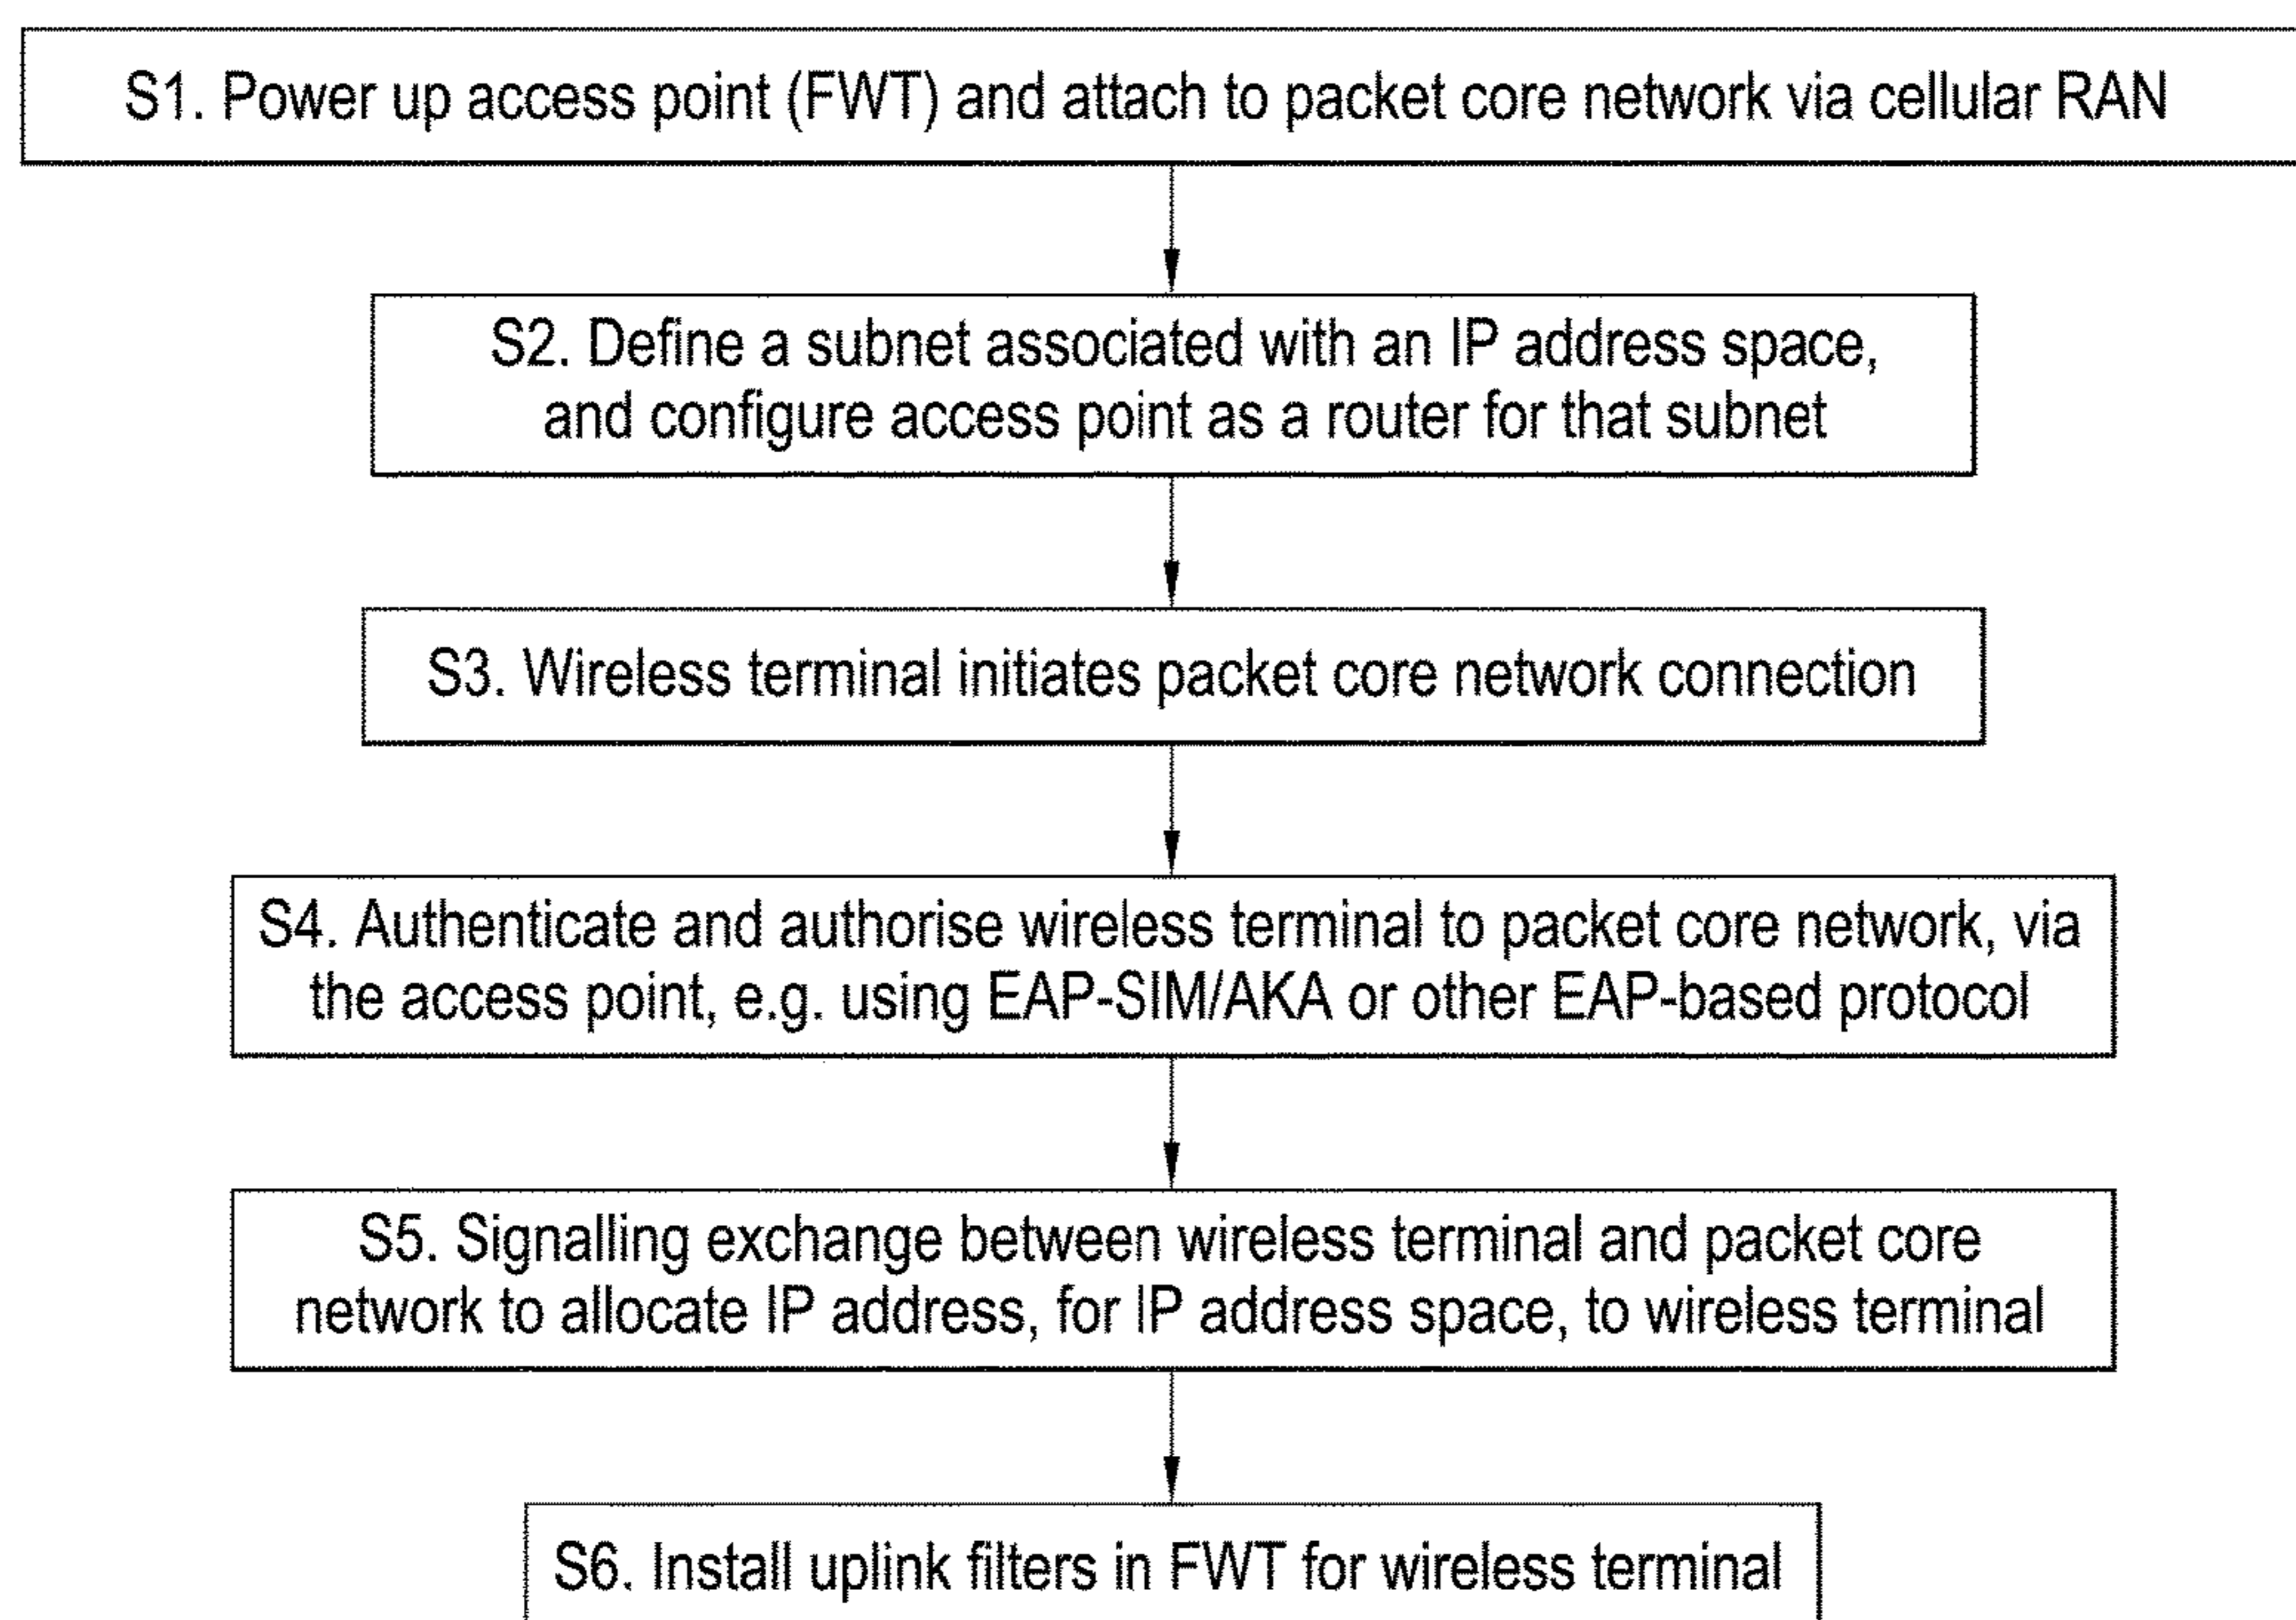 S1. Power up access point (FWT) and attach to packet core network via cellular RAN
S2. Define a subnet associated with an IP address space,
and configure access point as a router for that subnet
S3. Wireless terminal initiates packet core network connection
S4. Authenticate and authorise wireless terminal to packet core network, via
the access point, e.g. using EAP-SIM/AKA or other EAP-based protocol
S5. Signalling exchange between wireless terminal and packet core
network to allocate IP address, for IP address space, to wireless terminal
S6. Install uplink filters in FWT for wireless terminal